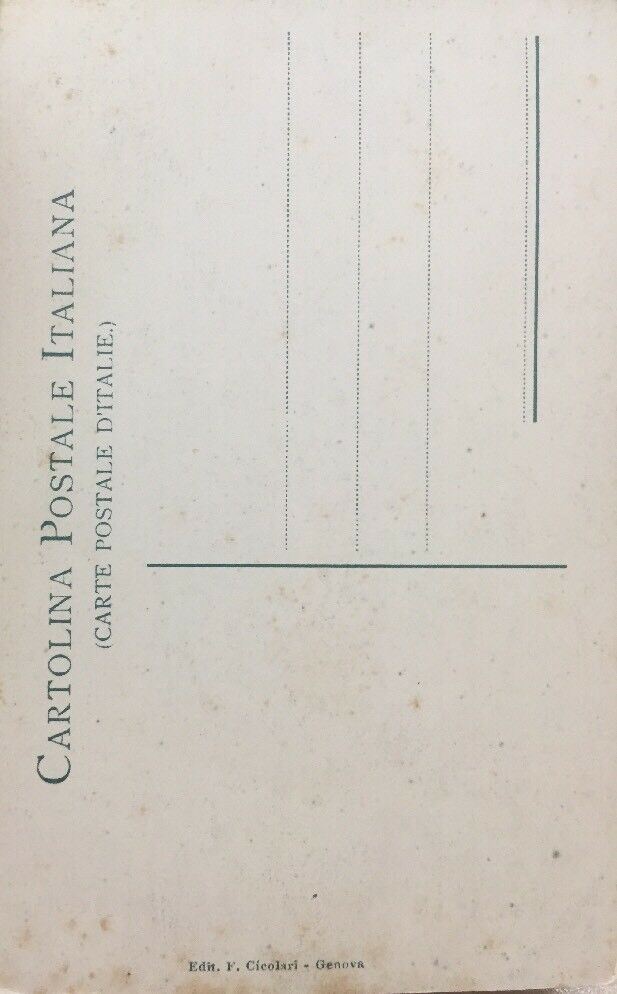 CARTOLINA POSTALE ITALIANA
(CARTE POSTALE D'ITALIE.)
Edit. F. Cicolari - Genova